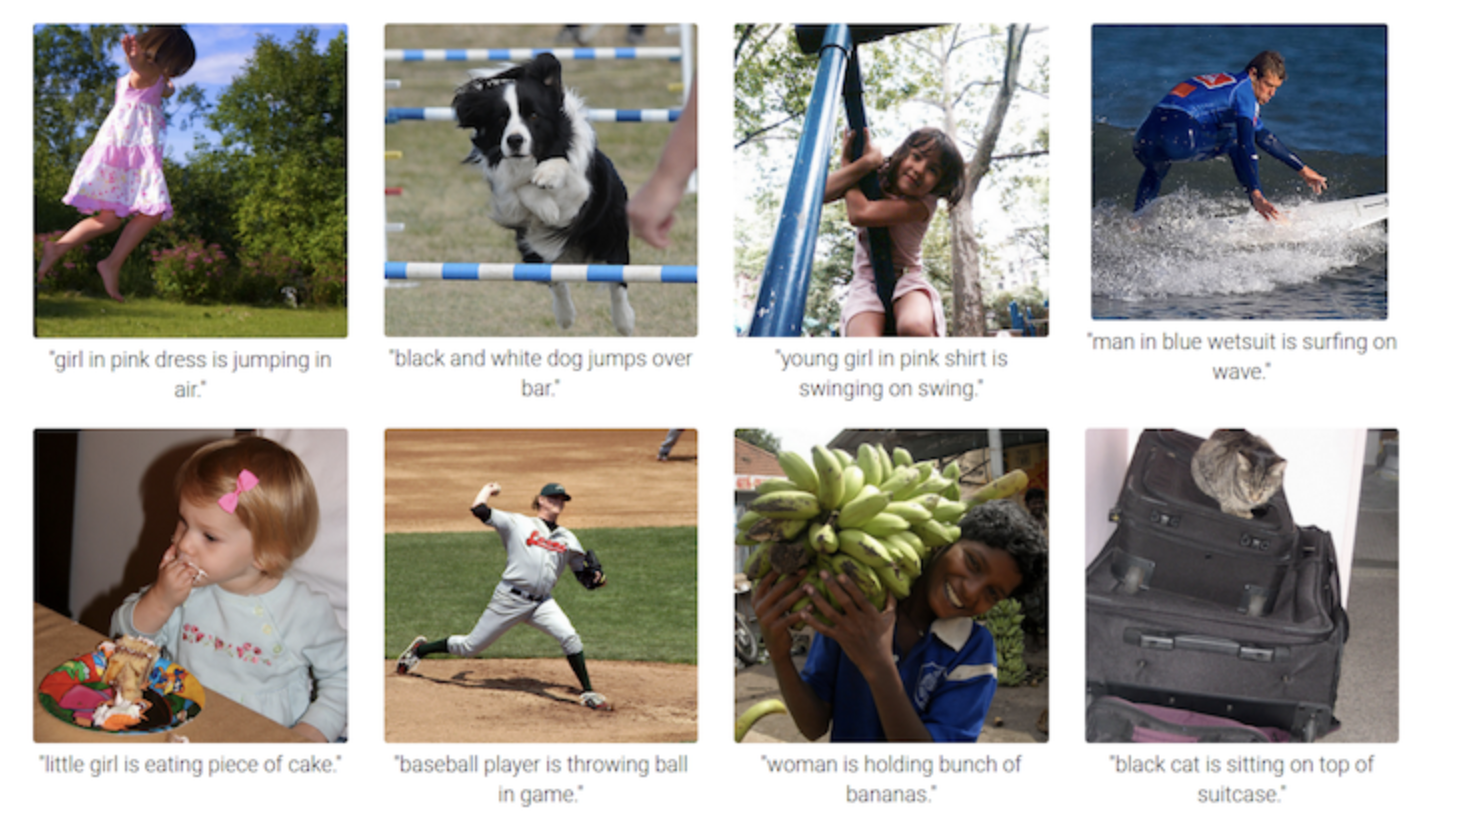 "girl in pink dress is jumping in
air."
"black and white dog jumps over
bar."
"young girl in pink shirt is
swinging on swing."
"man in blue wetsuit is surfing on
wave."
"little girl is eating piece of cake."
"baseball player is throwing ball
in game."
"woman is holding bunch of
bananas."
"black cat is sitting on top of
suitcase."